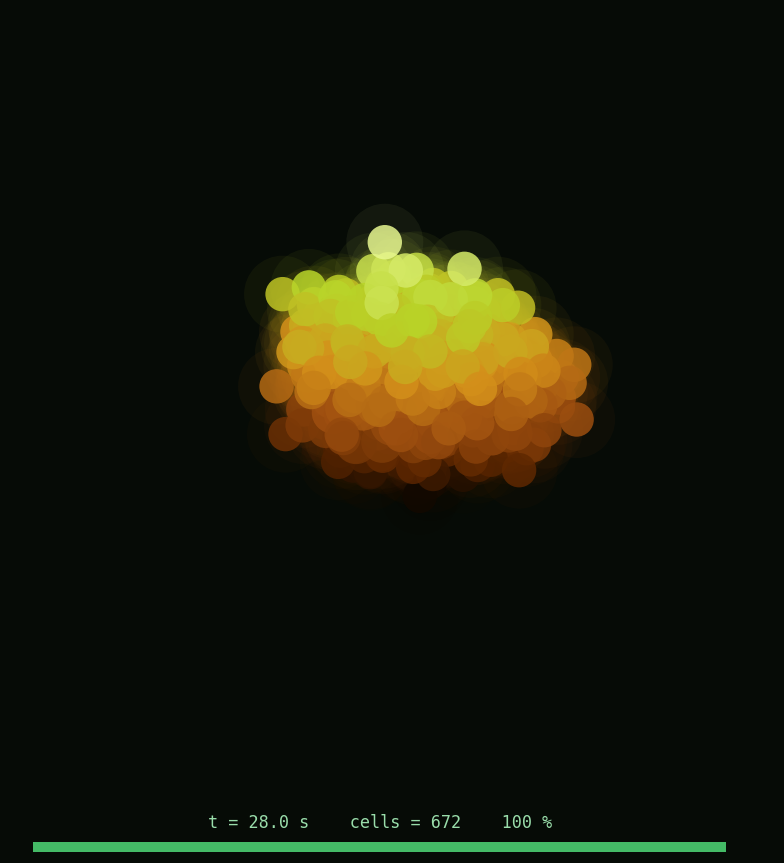 t = 28.0 s    cells = 672    100 %